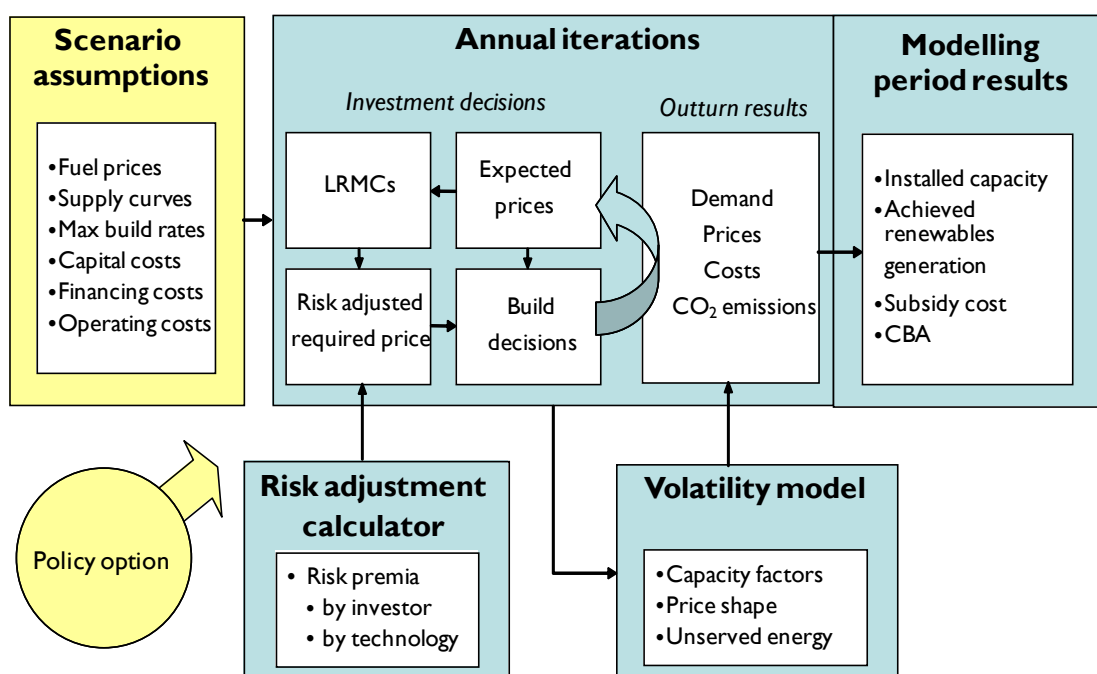 Scenario
assumptions
•Fuel prices
•Supply curves
•Max build rates
•Capital costs
•Financing costs
•Operating costs
Annual iterations
Investment decisions
Outturn results
LRMCs
Expected
prices
Risk adjusted
required price
Build
decisions
Demand
Prices
Costs
CO₂ emissions
Modelling
period results
•Installed capacity
•Achieved
renewables
generation
•Subsidy cost
•CBA
Policy option
Risk adjustment
calculator
• Risk premia
• by investor
• by technology
Volatility model
•Capacity factors
•Price shape
•Unserved energy